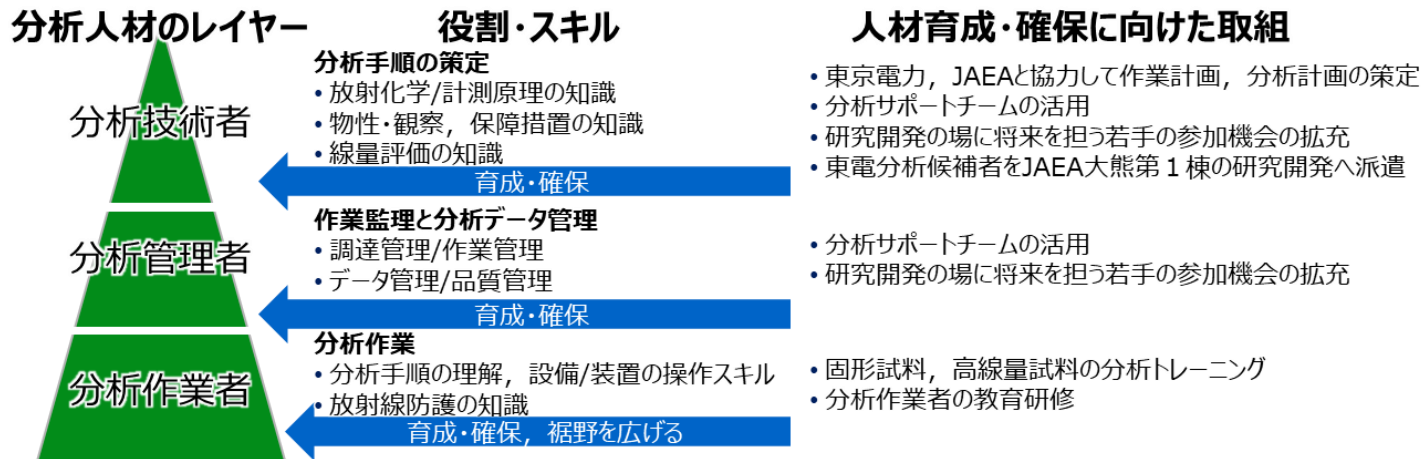 分析人材のレイヤー
役割・スキル
人材育成・確保に向けた取組
分析技術者
分析手順の策定
• 放射化学/計測原理の知識
• 物性・観察，保障措置の知識
• 線量評価の知識
育成・確保
• 東京電力，JAEAと協力して作業計画，分析計画の策定
• 分析サポートチームの活用
• 研究開発の場に将来を担う若手の参加機会の拡充
• 東電分析候補者をJAEA大熊第１棟の研究開発へ派遣
分析管理者
作業監理と分析データ管理
• 調達管理/作業管理
• データ管理/品質管理
育成・確保
• 分析サポートチームの活用
• 研究開発の場に将来を担う若手の参加機会の拡充
分析作業者
分析作業
• 分析手順の理解，設備/装置の操作スキル
• 放射線防護の知識
育成・確保，裾野を広げる
• 固形試料，高線量試料の分析トレーニング
• 分析作業者の教育研修